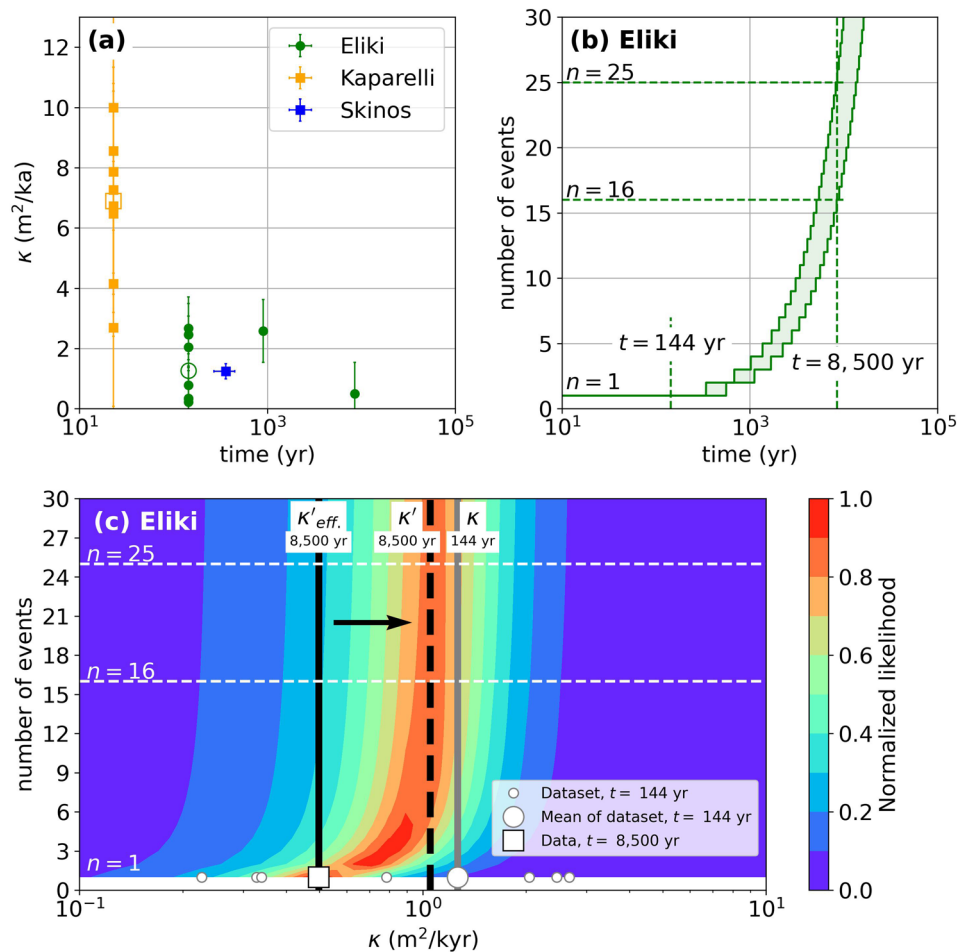 (a)
Eliki
Kaparelli
Skinos
κ (m²/ka)
12
10
8
6
4
2
0
10¹ 10³ 10⁵
time (yr)
(b) Eliki
n = 25
n = 16
n = 1
t = 144 yr
t = 8, 500 yr
number of events
30
25
20
15
10
5
0
10¹ 10³ 10⁵
time (yr)
(c) Eliki
κ′eff.
8,500 yr
κ′
8,500 yr
κ
144 yr
n = 25
n = 16
n = 1
Dataset, t = 144 yr
Mean of dataset, t = 144 yr
Data, t = 8,500 yr
number of events
30
27
24
21
18
15
12
9
6
3
0
10⁻¹ 10⁰ 10¹
κ (m²/kyr)
1.0
0.8
0.6
0.4
0.2
0.0
Normalized likelihood